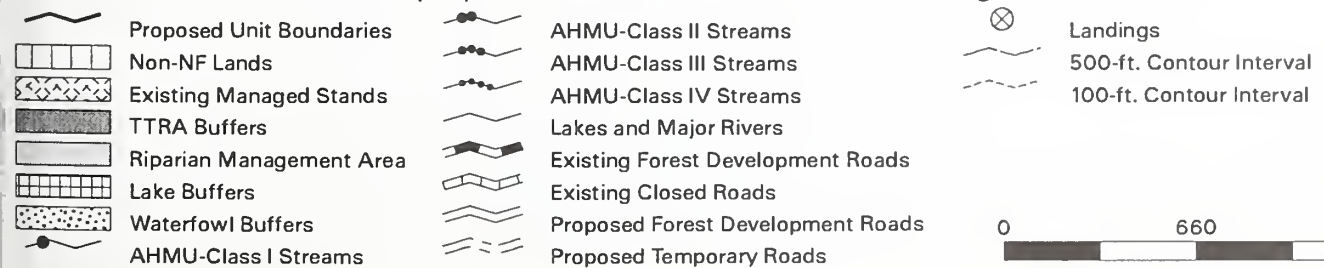 Proposed Unit Boundaries
Non-NF Lands
Existing Managed Stands
TTRA Buffers
Riparian Management Area
Lake Buffers
Waterfowl Buffers
AHMU-Class I Streams
AHMU-Class II Streams
AHMU-Class III Streams
AHMU-Class IV Streams
Lakes and Major Rivers
Existing Forest Development Roads
Existing Closed Roads
Proposed Forest Development Roads
Proposed Temporary Roads
Landings
500-ft. Contour Interval
100-ft. Contour Interval
0 660